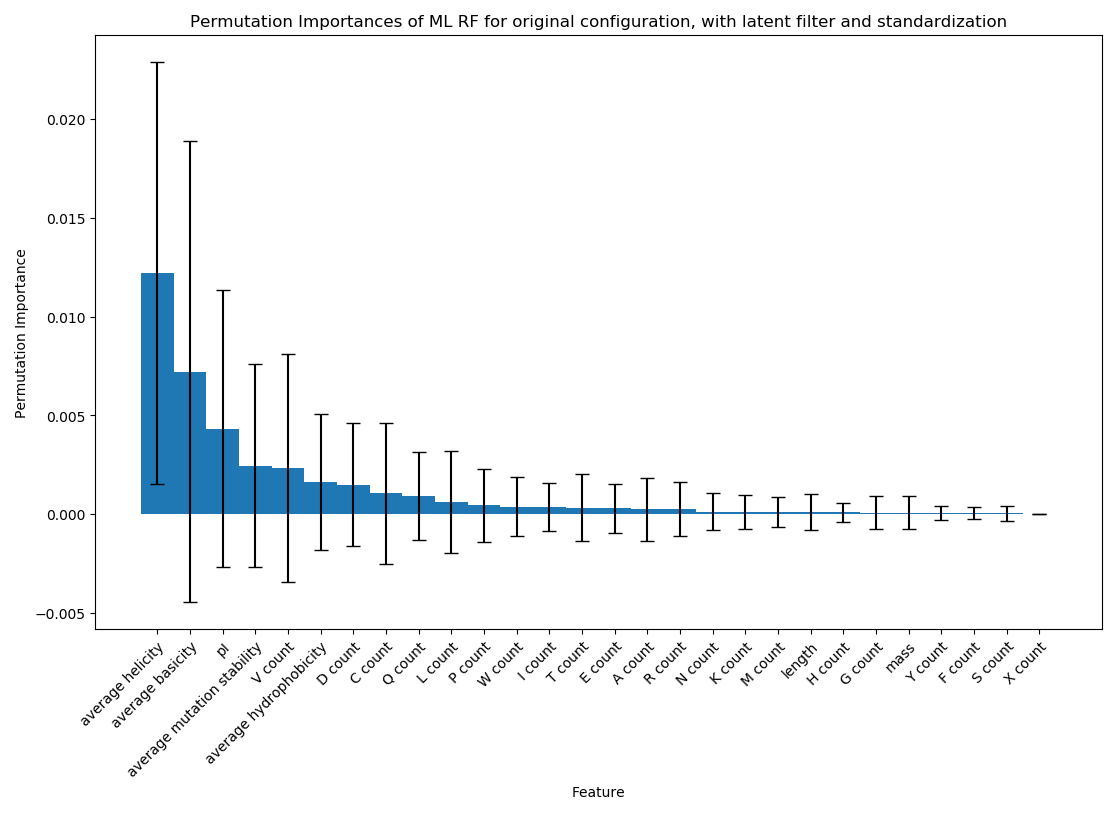 Permutation Importances of ML RF for original configuration, with latent filter and standardization
Permutation Importance
0.020
0.015
0.010
0.005
0.000
−0.005
average helicity
average basicity
pi
average mutation stability
V count
average hydrophobicity
D count
C count
Q count
L count
P count
W count
I count
T count
E count
A count
R count
N count
K count
M count
length
H count
G count
mass
Y count
F count
S count
X count
Feature